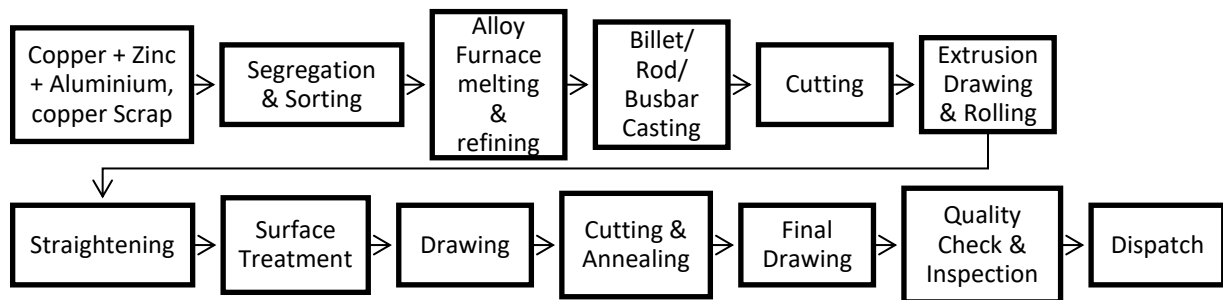 Copper + Zinc
+ Aluminium,
copper Scrap
Segregation
& Sorting
Alloy
Furnace
melting
&
refining
Billet/
Rod/
Busbar
Casting
Cutting
Extrusion
Drawing
& Rolling
Straightening
Surface
Treatment
Drawing
Cutting &
Annealing
Final
Drawing
Quality
Check &
Inspection
Dispatch